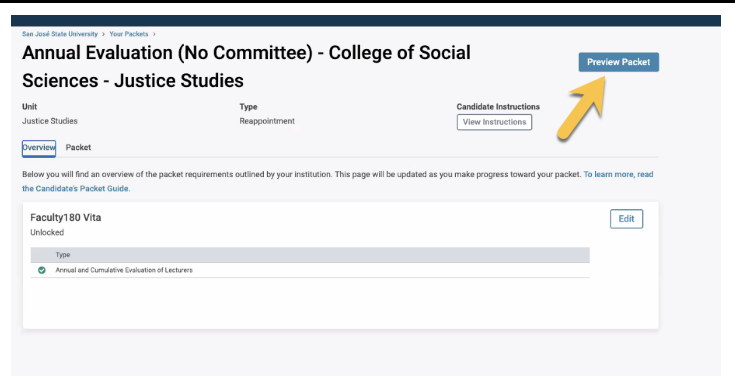 San José State University > Your Packets >
Annual Evaluation (No Committee) - College of Social
Sciences - Justice Studies
Preview Packet
Unit
Type
Candidate Instructions
Justice Studies
Reappointment
View Instructions
Overview Packet
Below you will find an overview of the packet requirements outlined by your institution. This page will be updated as you make progress toward your packet. To learn more, read
the Candidate's Packet Guide.
Faculty180 Vita
Edit
Unlocked
Type
Annual and Cumulative Evaluation of Lecturers